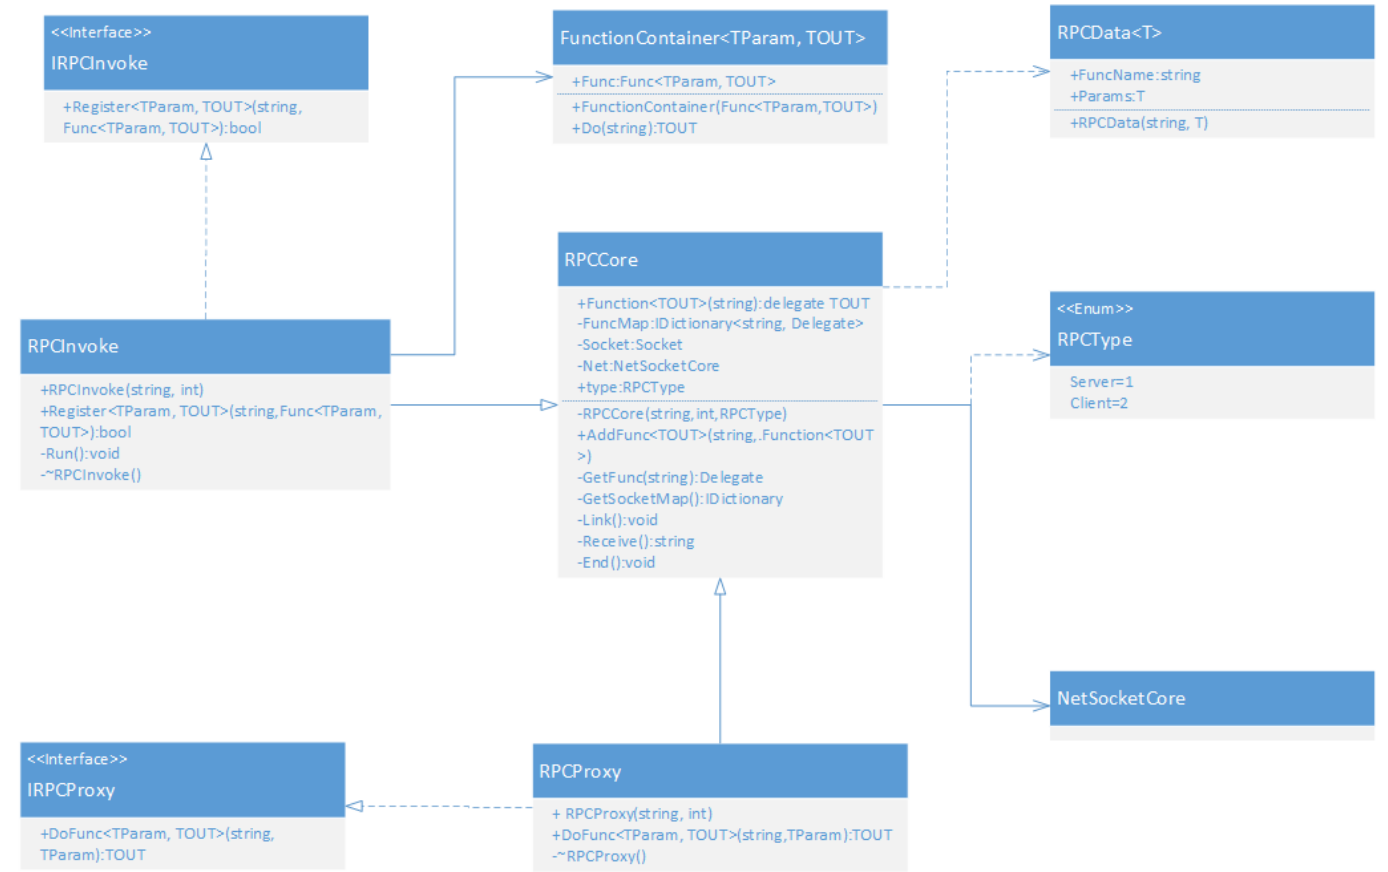 <<Interface>>
IRPCInvoke
+Register<TParam, TOUT>(string,
Func<TParam, TOUT>):bool
FunctionContainer<TParam, TOUT>
+Func:Func<TParam, TOUT>
+FunctionContainer(Func<TParam,TOUT>)
+Do(string):TOUT
RPCData<T>
+FuncName:string
+Params:T
+RPCData(string, T)
RPCInvoke
+RPCInvoke(string, int)
+Register<TParam, TOUT>(string,Func<TParam,
TOUT>):bool
-Run():void
-~RPCInvoke()
RPCCore
+Function<TOUT>(string):delegate TOUT
-FuncMap:IDictionary<string, Delegate>
-Socket:Socket
-Net:NetSocketCore
+type:RPCType
-RPCCore(string,int,RPCType)
+AddFunc<TOUT>(string,.Function<TOUT
>)
-GetFunc(string):Delegate
-GetSocketMap():IDictionary
-Link():void
-Receive():string
-End():void
<<Enum>>
RPCType
Server=1
Client=2
NetSocketCore
<<Interface>>
IRPCProxy
+DoFunc<TParam, TOUT>(string,
TParam):TOUT
RPCProxy
+ RPCProxy(string, int)
+DoFunc<TParam, TOUT>(string,TParam):TOUT
-~RPCProxy()